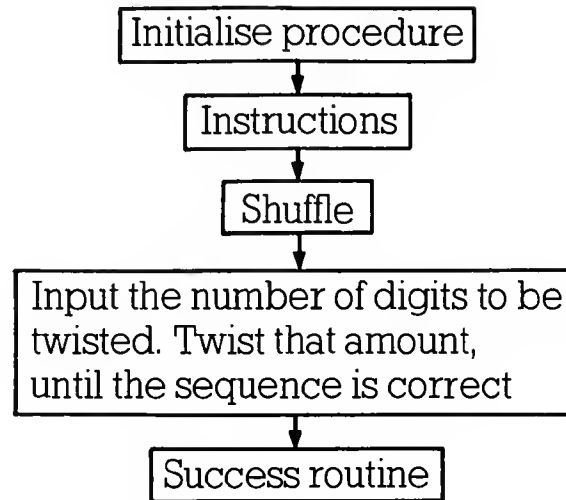 Initialise procedure
Instructions
Shuffle
Input the number of digits to be
twisted. Twist that amount,
until the sequence is correct
Success routine